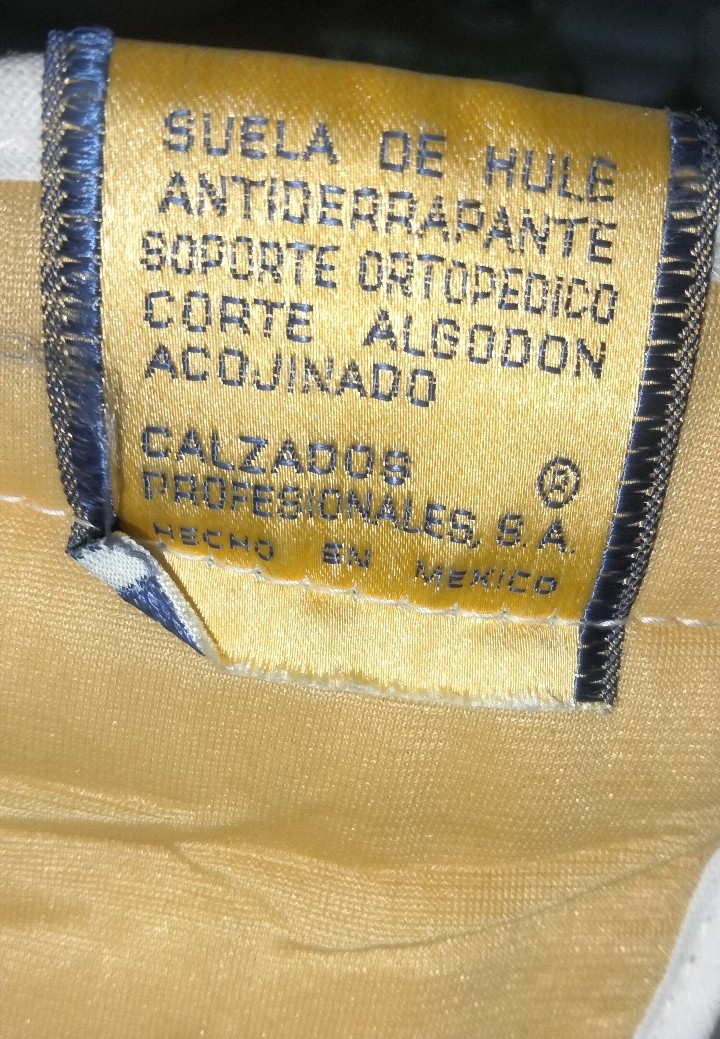 SUELA DE HULE
ANTIDERRAPANTE
SOPORTE ORTOPEDICO
CORTE ALGODON
ACOJINADO
CALZADOS ®
PROFESIONALES, S.A.
HECHO EN MEXICO